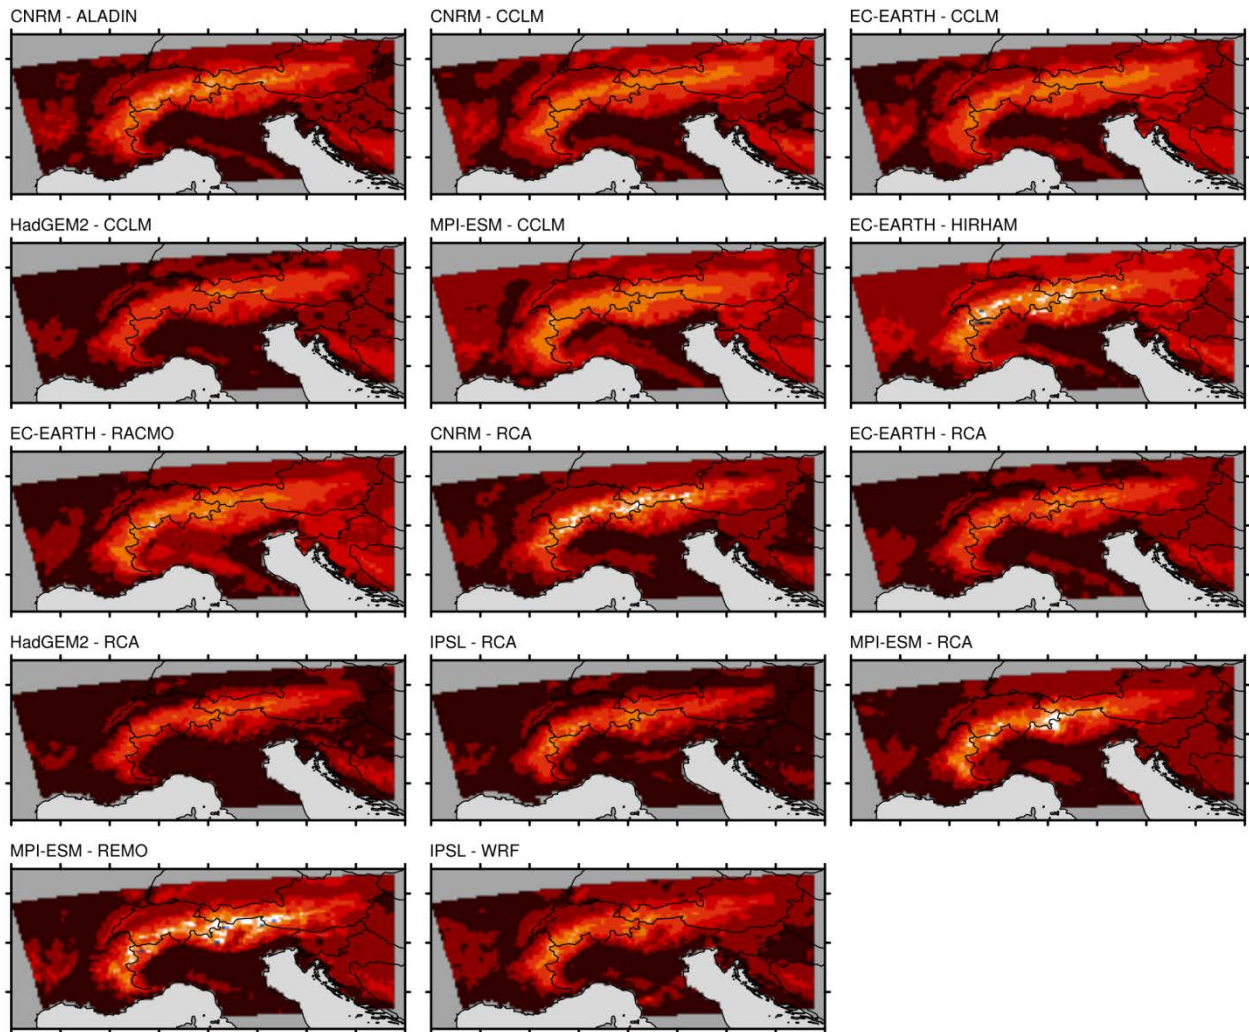 CNRM - ALADIN
CNRM - CCLM
EC-EARTH - CCLM
HadGEM2 - CCLM
MPI-ESM - CCLM
EC-EARTH - HIRHAM
EC-EARTH - RACMO
CNRM - RCA
EC-EARTH - RCA
HadGEM2 - RCA
IPSL - RCA
MPI-ESM - RCA
MPI-ESM - REMO
IPSL - WRF